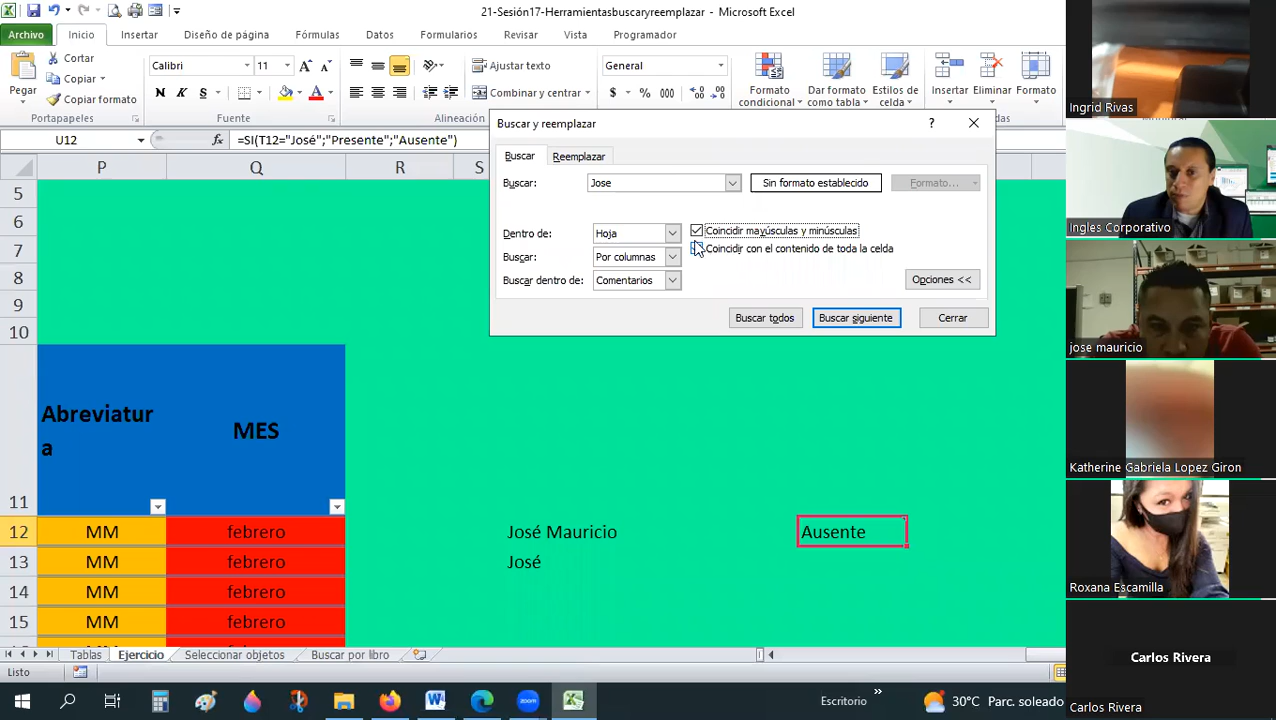 21-Sesión17-Herramientasbuscaryreemplazar - Microsoft Excel
Archivo Inicio Insertar Diseño de página Fórmulas Datos Formularios Revisar Vista Programador
Pegar
Cortar
Copiar
Copiar formato
Portapapeles
Calibri 11
N K S
Fuente
Ajustar texto
Combinar y centrar
Alineación
General
$ % 000
Formato condicional
Dar formato como tabla
Estilos de celda
Insertar Eliminar Formato
U12 fx =SI(T12="José";"Presente";"Ausente")
P Q R S
5
6
7
8
9
10
11
12
13
14
15
Abreviatur
a
MES
MM febrero
MM febrero
MM febrero
MM febrero
José Mauricio
José
Ausente
Buscar y reemplazar
?
Buscar Reemplazar
Buscar: Jose Sin formato establecido Formato...
Dentro de: Hoja Coincidir mayúsculas y minúsculas
Coincidir con el contenido de toda la celda
Buscar: Por columnas
Buscar dentro de: Comentarios Opciones <<
Buscar todos Buscar siguiente Cerrar
Tablas Ejercicio Seleccionar objetos Buscar por libro
Listo
Escritorio » 30°C Parc. soleado
zoom
Ingrid Rivas
Ingles Corporativo
jose mauricio
Katherine Gabriela Lopez Giron
Roxana Escamilla
Carlos Rivera
Carlos Rivera